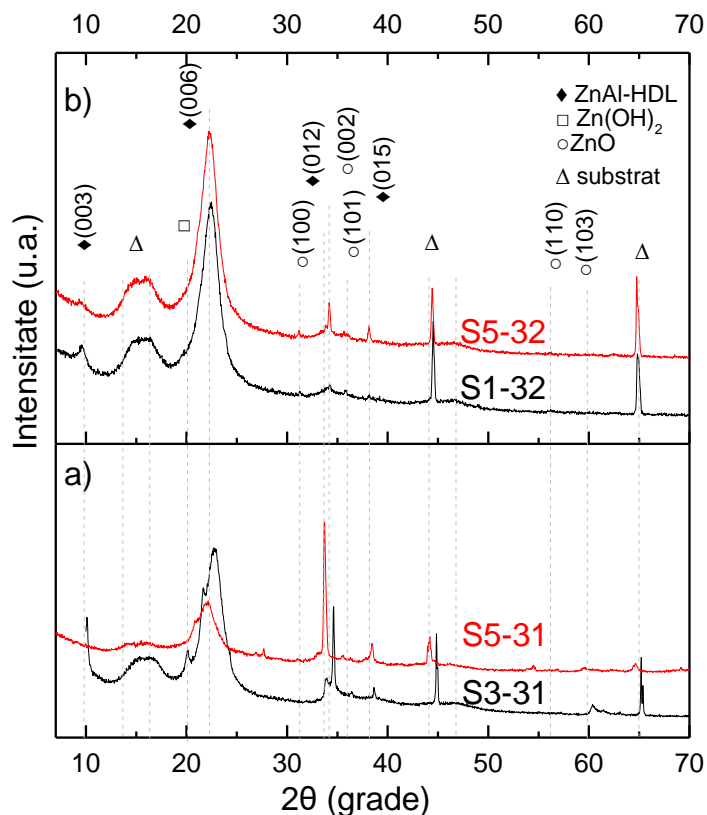 10 20 30 40 50 60 70
b)
♦(006)
♦(003)
□
Δ
♦(012)
○(002)
♦(015)
○(100)
○(101)
Δ
○(110)
○(103)
Δ
♦ ZnAl-HDL
□ Zn(OH)₂
○ZnO
Δ substrat
S5-32
S1-32
Intensitate (u.a.)
a)
S5-31
S3-31
10 20 30 40 50 60 70
2θ (grade)